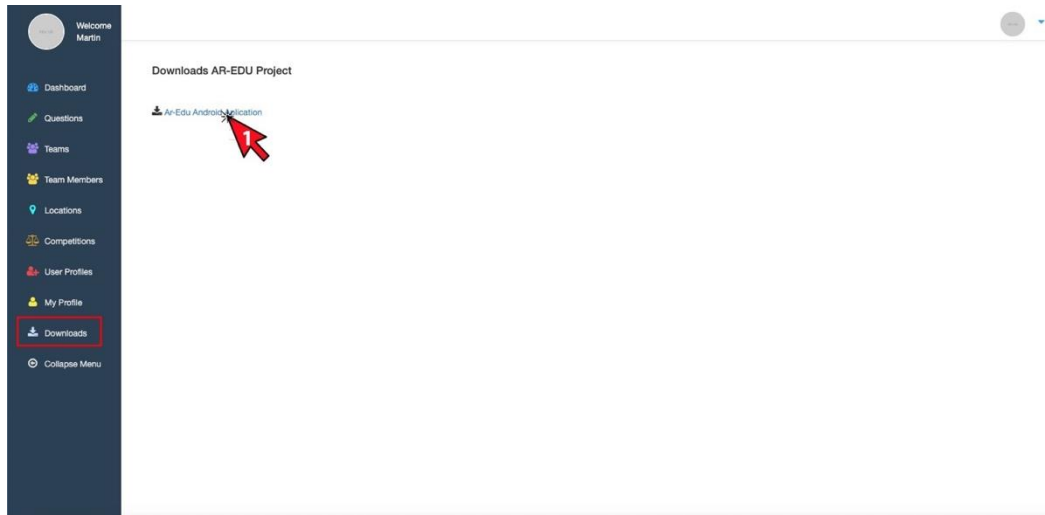 Welcome
Martin
Dashboard
Questions
Teams
Team Members
Locations
Competitions
User Profiles
My Profile
Downloads
Collapse Menu
Downloads AR-EDU Project
Ar-Edu Android
1